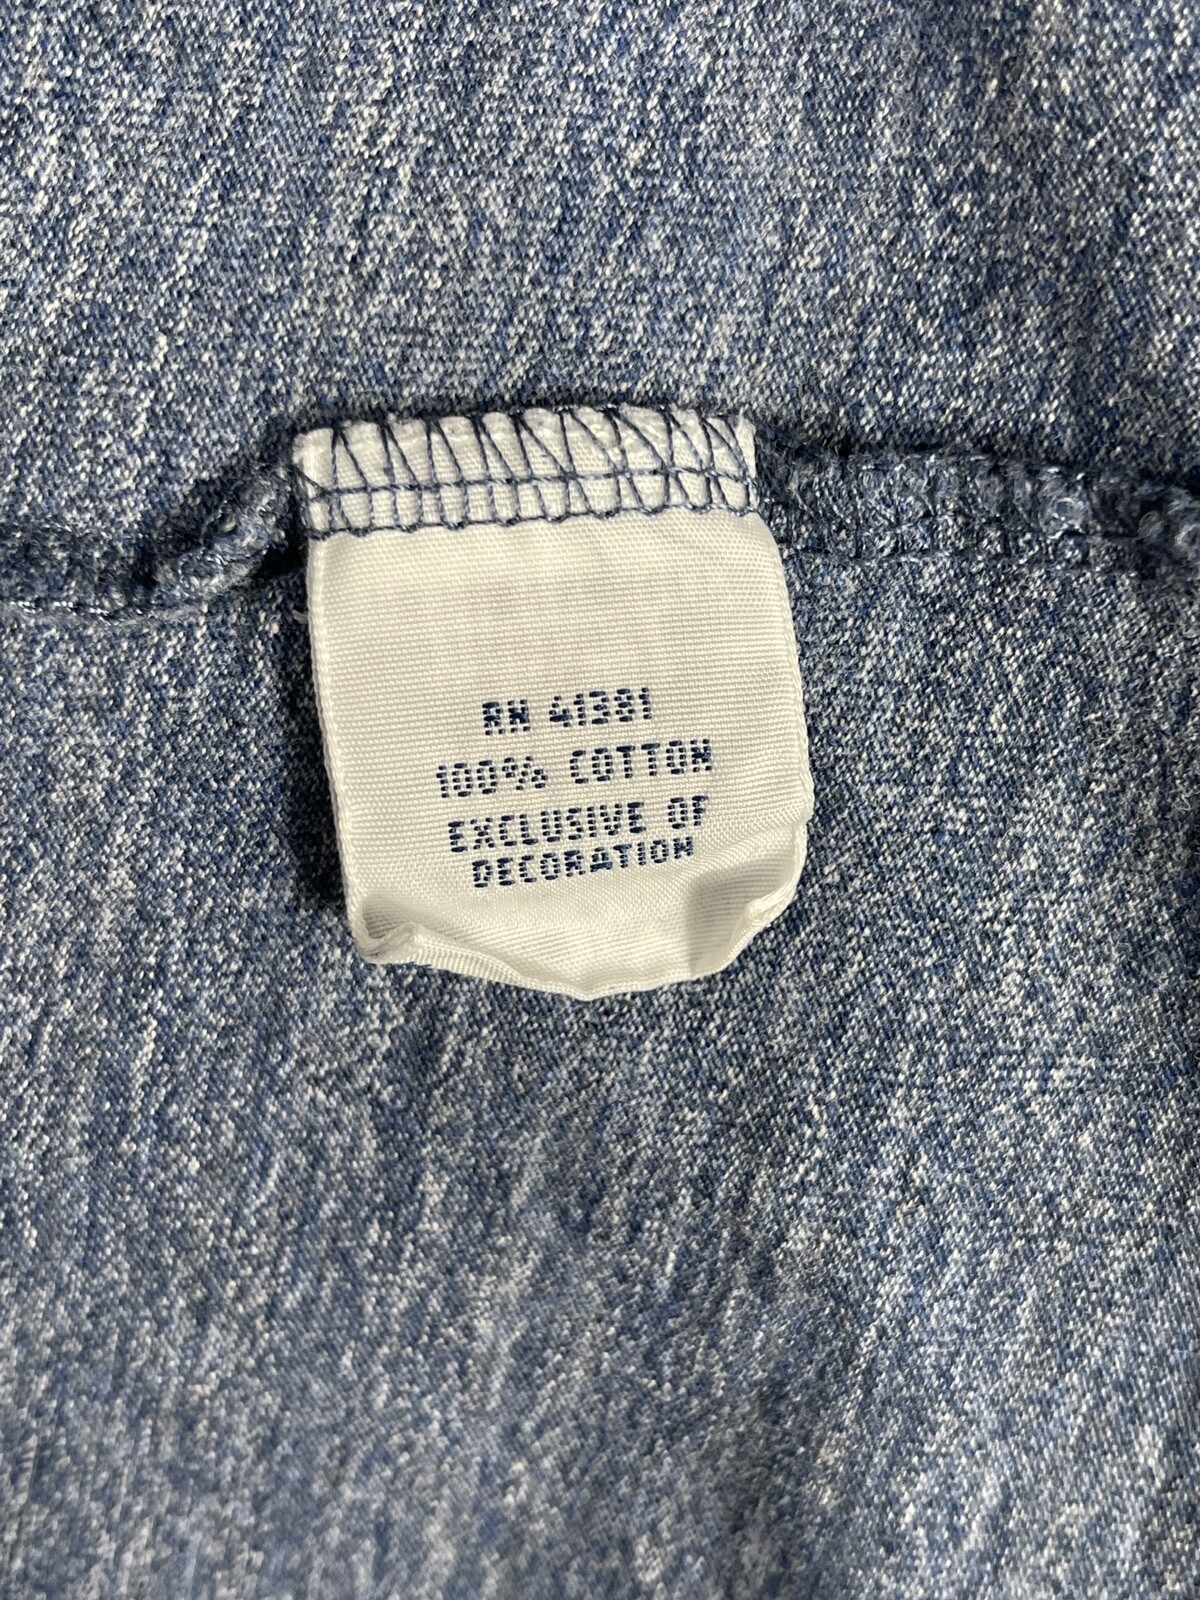 RN 41381
100% COTTON
EXCLUSIVE OF
DECORATION